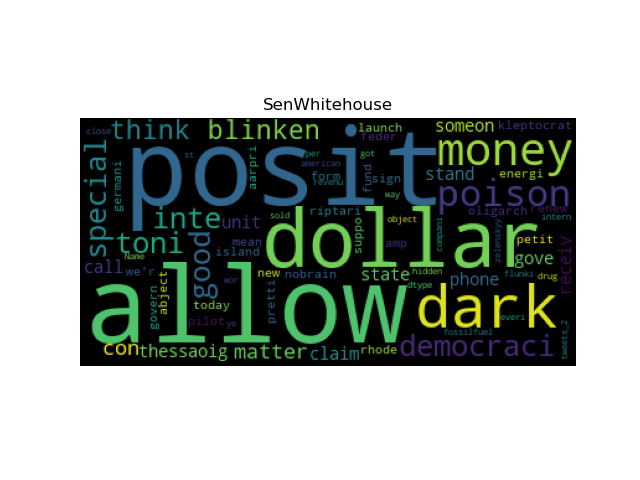 SenWhitehouse
close
think
blinken
launch
someon
kleptocrat
st
per
got
feder
posit
money
special
germani
aarpri
american
form
revenu
fund
sign
way
stand
energi
poison
inte
unit
riptari
oligarch
renew
intern
toni
good
dollar
sold
suppo
object
compani
zelenskyy
petit
call
we'r
Name
mean
island
amp
gove
receiv
abject
new
nobrain
state
hidden
phone
flunki
drug
govern
today
wor
pretti
allow
dtype
dark
pilot
ye
everi
fossilfuel
tweets_2
con
thessaoig
matter
claim
rhode
democraci